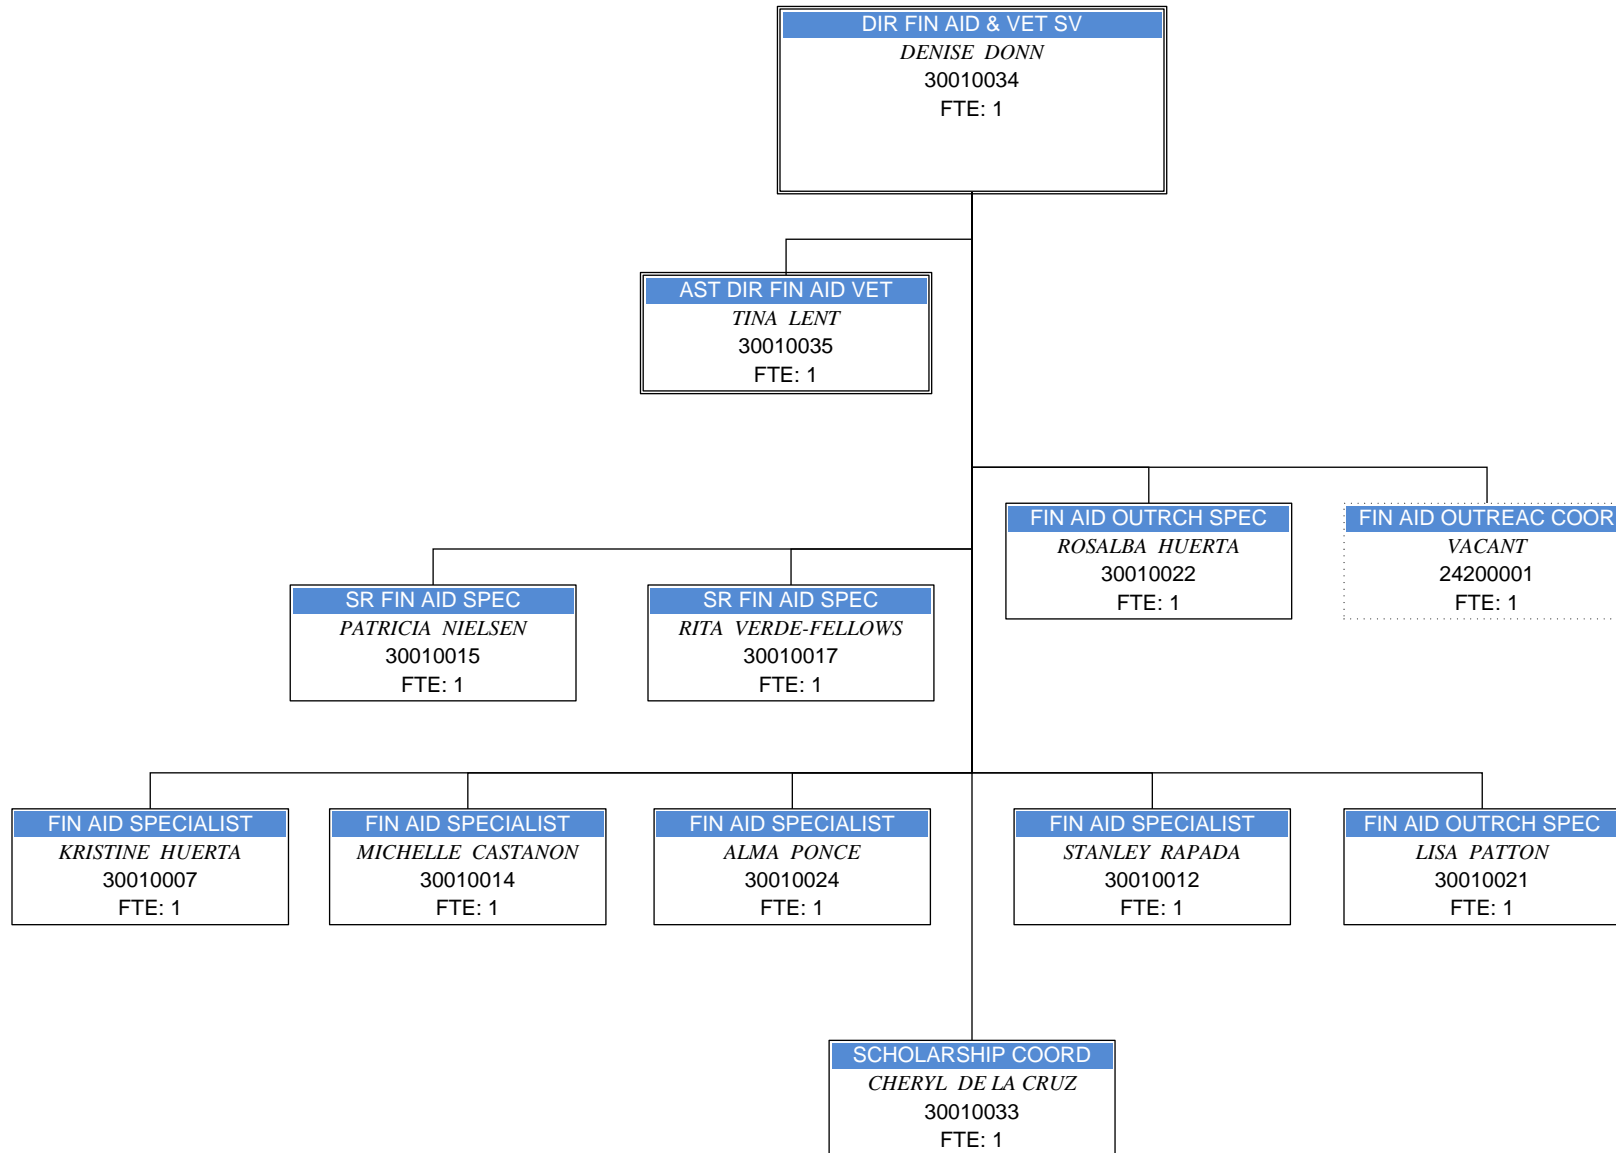 DIR FIN AID & VET SV
DENISE DONN
30010034
FTE: 1
AST DIR FIN AID VET
TINA LENT
30010035
FTE: 1
FIN AID OUTRCH SPEC
ROSALBA HUERTA
30010022
FTE: 1
FIN AID OUTREAC COOR
VACANT
24200001
FTE: 1
SR FIN AID SPEC
PATRICIA NIELSEN
30010015
FTE: 1
SR FIN AID SPEC
RITA VERDE-FELLOWS
30010017
FTE: 1
FIN AID SPECIALIST
KRISTINE HUERTA
30010007
FTE: 1
FIN AID SPECIALIST
MICHELLE CASTANON
30010014
FTE: 1
FIN AID SPECIALIST
ALMA PONCE
30010024
FTE: 1
FIN AID SPECIALIST
STANLEY RAPADA
30010012
FTE: 1
FIN AID OUTRCH SPEC
LISA PATTON
30010021
FTE: 1
SCHOLARSHIP COORD
CHERYL DE LA CRUZ
30010033
FTE: 1